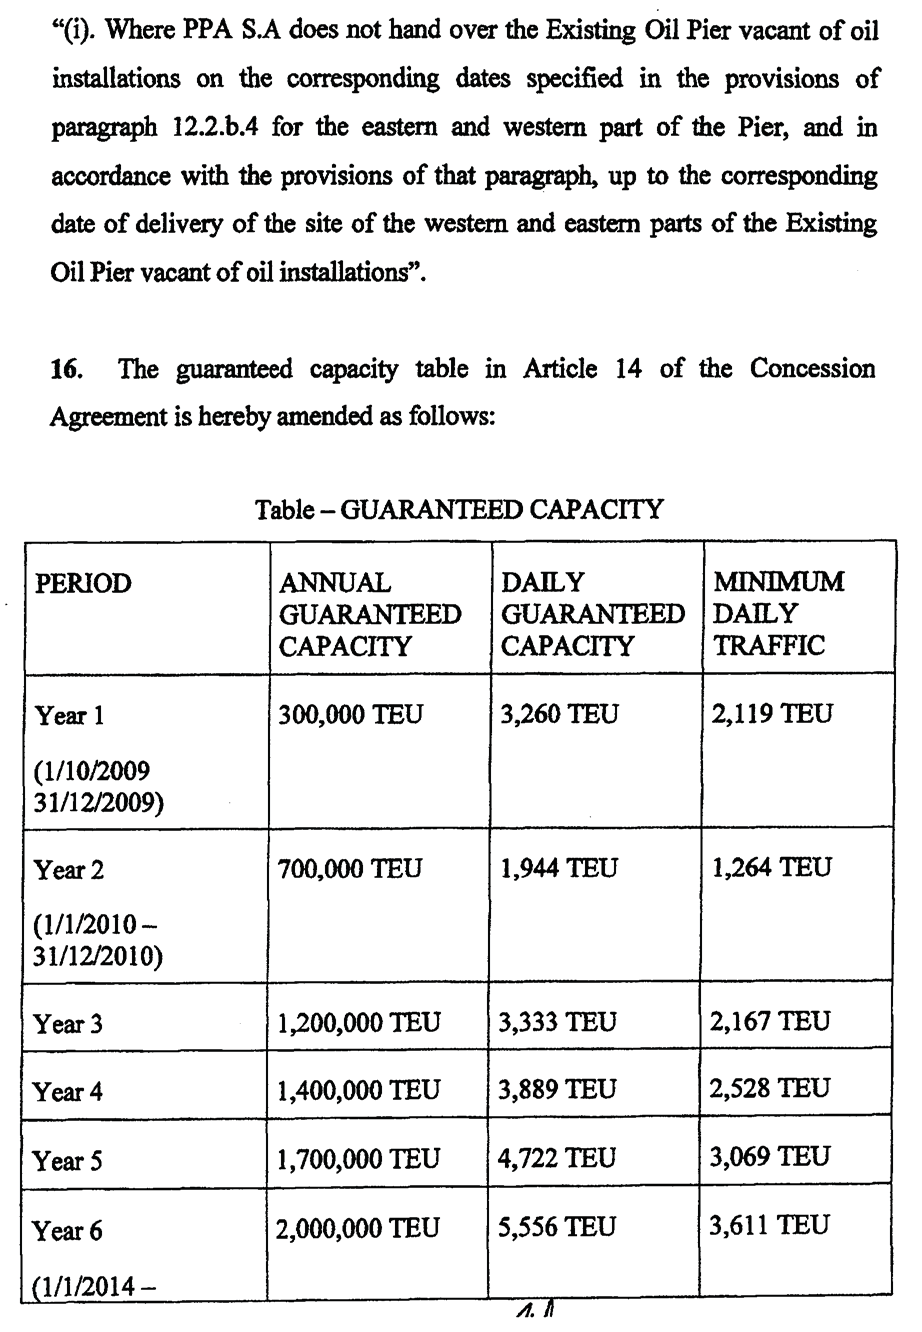 “(i). Where PPA S.A does not hand over the Existing Oil Pier vacant of oil
installations on the corresponding dates specified in the provisions of
paragraph 12.2.b.4 for the eastern and western part of the Pier, and in
accordance with the provisions of that paragraph, up to the corresponding
date of delivery of the site of the western and eastern parts of the Existing
Oil Pier vacant of oil installations”.
16. The guaranteed capacity table in Article 14 of the Concession
Agreement is hereby amended as follows:
Table – GUARANTEED CAPACITY
PERIOD
ANNUAL
GUARANTEED
CAPACITY
DAILY
GUARANTEED
CAPACITY
MINIMUM
DAILY
TRAFFIC
Year 1
(1/10/2009
31/12/2009)
300,000 TEU
3,260 TEU
2,119 TEU
Year 2
(1/1/2010 –
31/12/2010)
700,000 TEU
1,944 TEU
1,264 TEU
Year 3
1,200,000 TEU
3,333 TEU
2,167 TEU
Year 4
1,400,000 TEU
3,889 TEU
2,528 TEU
Year 5
1,700,000 TEU
4,722 TEU
3,069 TEU
Year 6
(1/1/2014 –
2,000,000 TEU
5,556 TEU
3,611 TEU